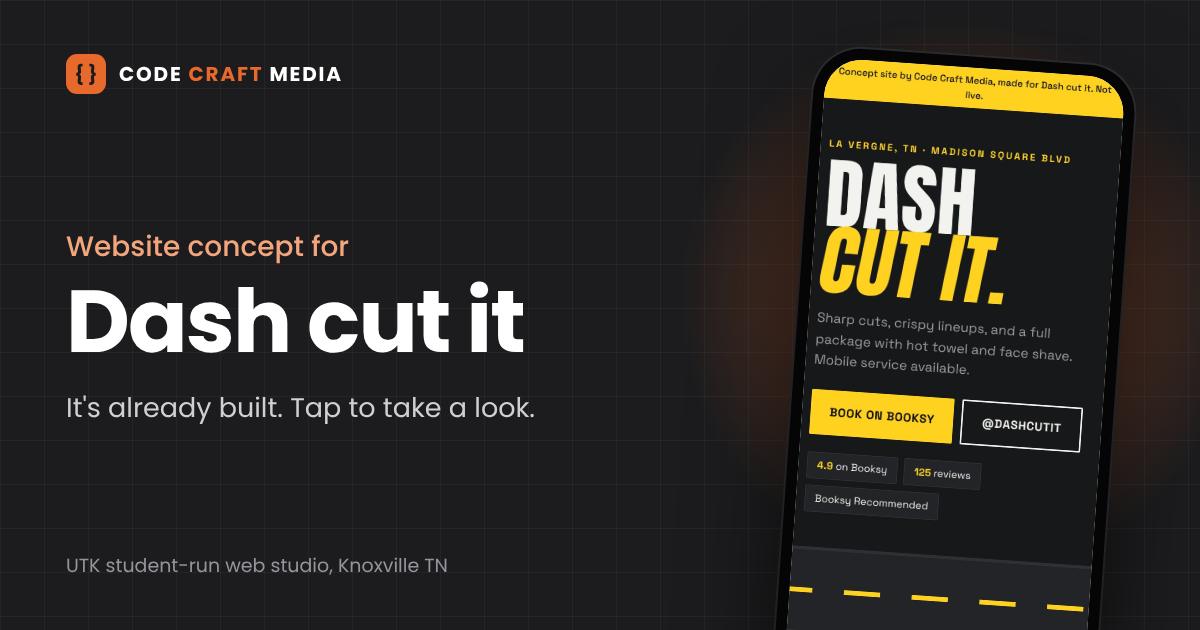 { } CODE CRAFT MEDIA
Website concept for
Dash cut it
It's already built. Tap to take a look.
UTK student-run web studio, Knoxville TN
Concept site by Code Craft Media, made for Dash cut it. Not
live.
LA VERGNE, TN · MADISON SQUARE BLVD
DASH
CUT IT.
Sharp cuts, crispy lineups, and a full
package with hot towel and face shave.
Mobile service available.
BOOK ON BOOKSY
@DASHCUTIT
4.9 on Booksy
125 reviews
Booksy Recommended